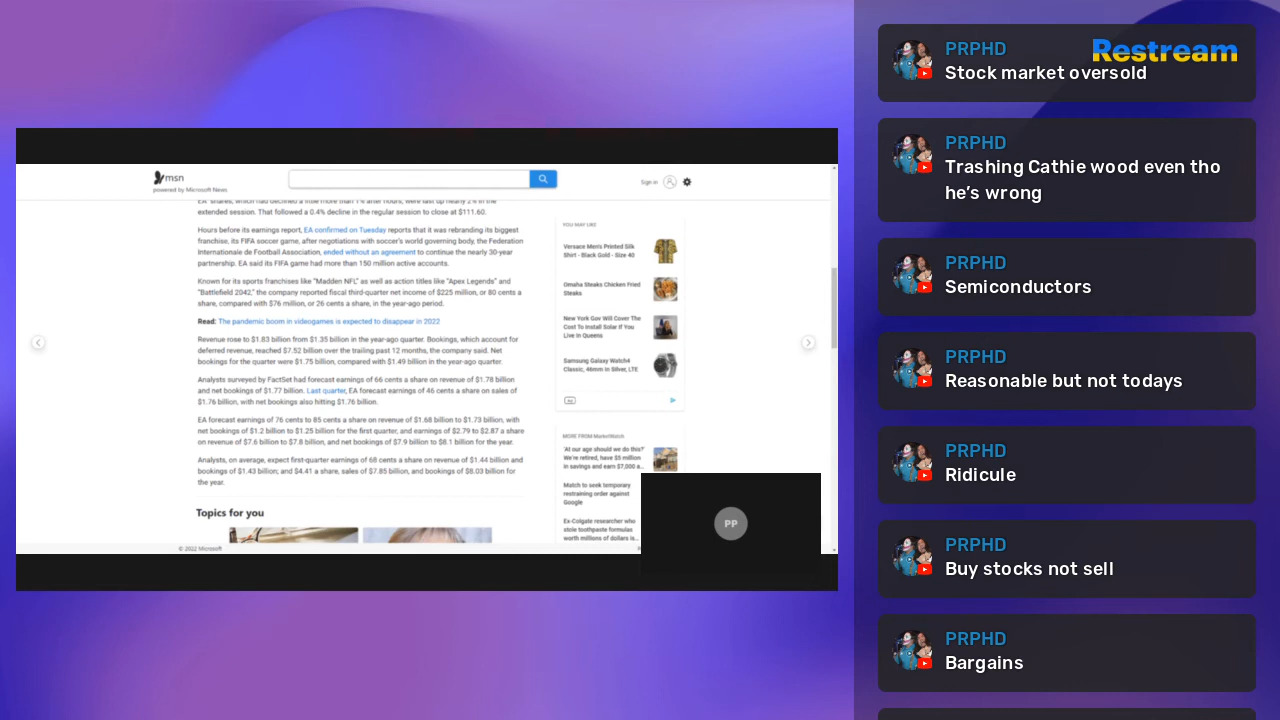 msn
powered by Microsoft News
Sign in
extended session. That followed a 0.4% decline in the regular session to close at $111.60.
Hours before its earnings report, EA confirmed on Tuesday reports that it was rebranding its biggest
franchise, its FIFA soccer game, after negotiations with soccer's world governing body, the Federation
Internationale de Football Association, ended without an agreement to continue the nearly 30-year
partnership. EA said its FIFA game had more than 150 million active accounts.
Known for its sports franchises like "Madden NFL" as well as action titles like "Apex Legends" and
"Battlefield 2042," the company reported fiscal third-quarter net income of $225 million, or 80 cents a
share, compared with $76 million, or 26 cents a share, in the year-ago period.
Read: The pandemic boom in videogames is expected to disappear in 2022
Revenue rose to $1.83 billion from $1.35 billion in the year-ago quarter. Bookings, which account for
deferred revenue, reached $7.52 billion over the trailing past 12 months, the company said. Net
bookings for the quarter were $1.75 billion, compared with $1.49 billion in the year-ago quarter.
Analysts surveyed by FactSet had forecast earnings of 66 cents a share on revenue of $1.78 billion
and net bookings of $1.77 billion. Last quarter, EA forecast earnings of 46 cents a share on sales of
$1.76 billion, with net bookings also hitting $1.76 billion.
EA forecast earnings of 76 cents to 85 cents a share on revenue of $1.68 billion to $1.73 billion, with
net bookings of $1.2 billion to $1.25 billion for the first quarter, and earnings of $2.79 to $2.87 a share
on revenue of $7.6 billion to $7.8 billion, and net bookings of $7.9 billion to $8.1 billion for the year.
Analysts, on average, expect first-quarter earnings of 68 cents a share on revenue of $1.44 billion and
bookings of $1.43 billion; and $4.41 a share, sales of $7.85 billion, and bookings of $8.03 billion for
the year.
Topics for you
© 2022 Microsoft
YOU MAY LIKE
Versace Men's Printed Silk
Shirt - Black Gold - Size 40
Omaha Steaks Chicken Fried
Steaks
New York Gov Will Cover The
Cost To Install Solar If You
Live In Queens
Samsung Galaxy Watch4
Classic, 46mm in Silver, LTE
Ad
MORE FROM MarketWatch
'At our age should we do this?'
We're retired, have $5 million
in savings and earn $7,000 a...
Match to seek temporary
restraining order against
Google
Ex-Colgate researcher who
stole toothpaste formulas
worth millions of dollars is...
PP
Restream
PRPHD
Stock market oversold
PRPHD
Trashing Cathie wood even tho
he's wrong
PRPHD
Semiconductors
PRPHD
Beachandmart not todays
PRPHD
Ridicule
PRPHD
Buy stocks not sell
PRPHD
Bargains